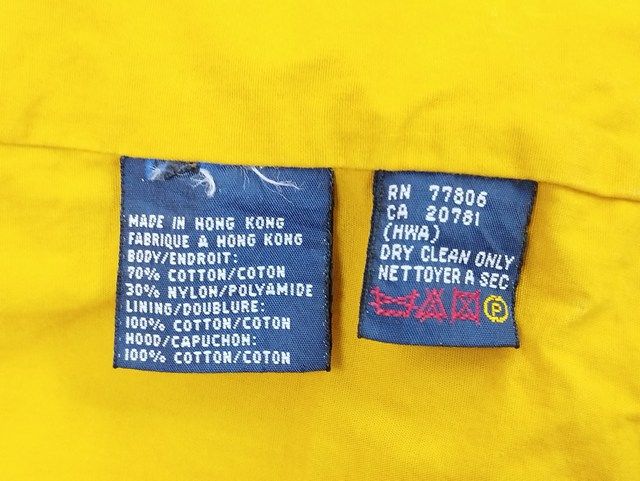 MADE IN HONG KONG
FABRIQUE A HONG KONG
BODY/ENDROIT:
70% COTTON/COTON
30% NYLON/POLYAMIDE
LINING/DOUBLURE:
100% COTTON/COTON
HOOD/CAPUCHON:
100% COTTON/COTON
RN 77806
CA 20781
(HWA)
DRY CLEAN ONLY
NETTOYER A SEC
P